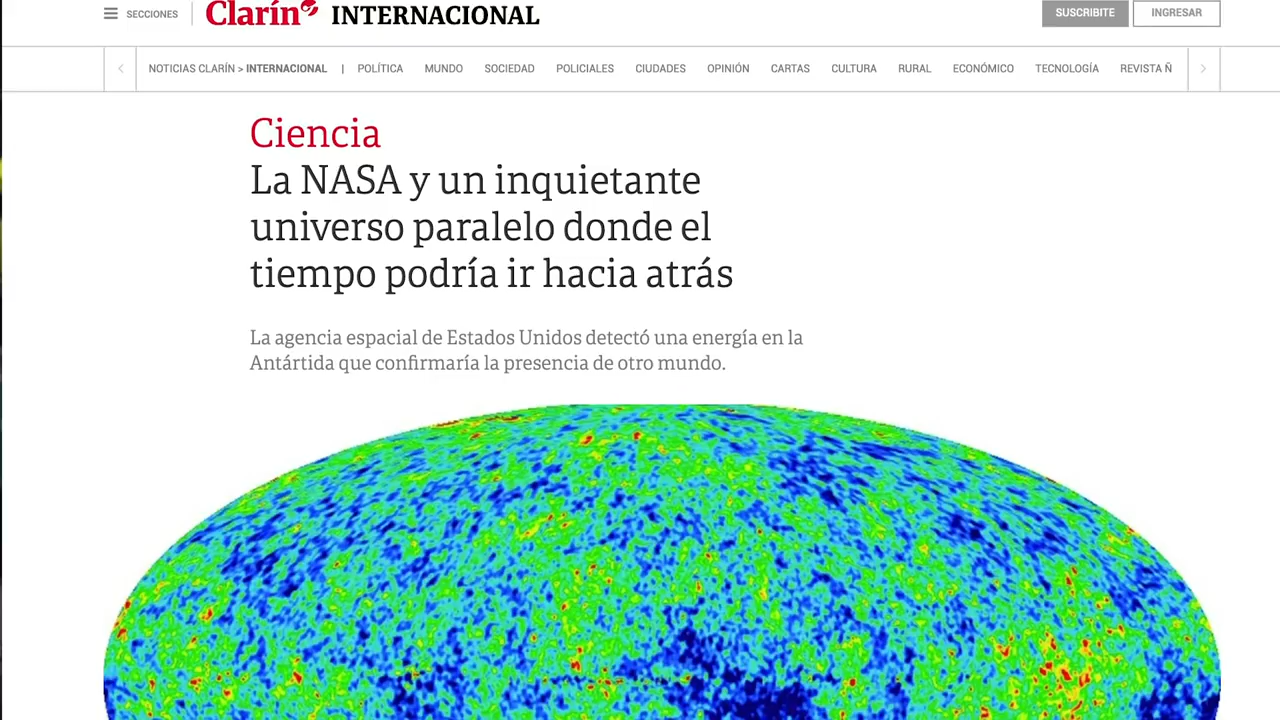 SECCIONES
Clarín INTERNACIONAL
SUSCRIBITE
INGRESAR
NOTICIAS CLARÍN > INTERNACIONAL | POLÍTICA MUNDO SOCIEDAD POLICIALES CIUDADES OPINIÓN CARTAS CULTURA RURAL ECONÓMICO TECNOLOGÍA REVISTA Ñ
Ciencia
La NASA y un inquietante
universo paralelo donde el
tiempo podría ir hacia atrás
La agencia espacial de Estados Unidos detectó una energía en la
Antártida que confirmaría la presencia de otro mundo.